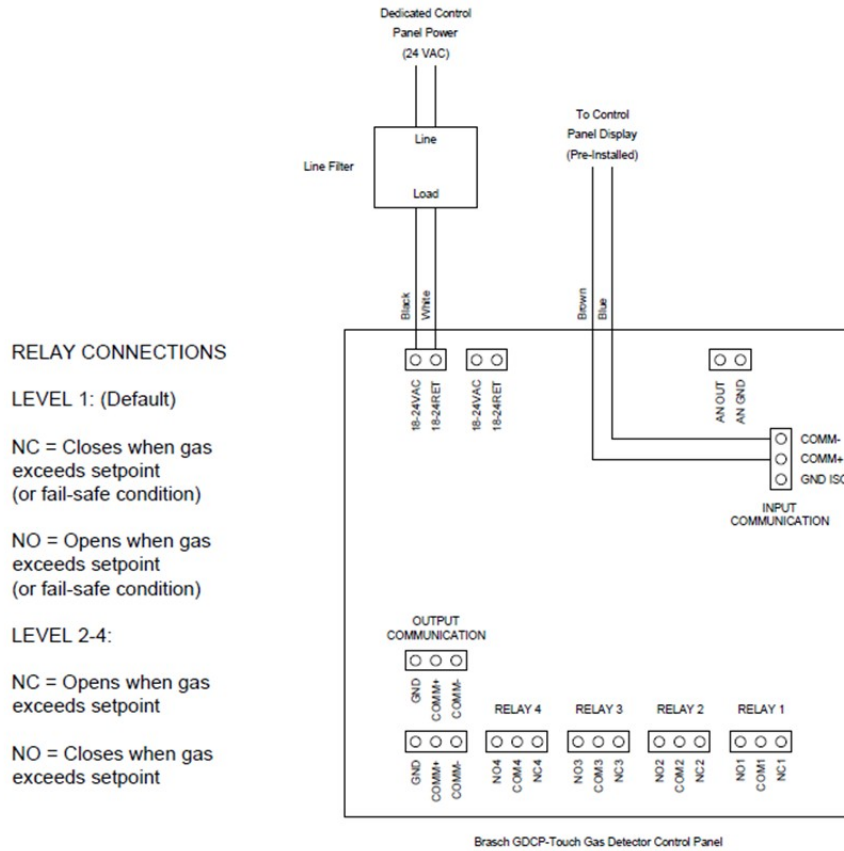 Dedicated Control
Panel Power
(24 VAC)
Line
Line Filter
Load
To Control
Panel Display
(Pre-Installed)
Black
White
Brown
Blue
18-24VAC
18-24RET
18-24VAC
18-24RET
AN OUT
AN GND
COMM-
COMM+
GND ISO
INPUT
COMMUNICATION
RELAY CONNECTIONS
LEVEL 1: (Default)
NC = Closes when gas
exceeds setpoint
(or fail-safe condition)
NO = Opens when gas
exceeds setpoint
(or fail-safe condition)
LEVEL 2-4:
NC = Opens when gas
exceeds setpoint
NO = Closes when gas
exceeds setpoint
OUTPUT
COMMUNICATION
GND
COMM+
COMM-
GND
COMM+
COMM-
RELAY 4
NO4
COM4
NC4
RELAY 3
NO3
COM3
NC3
RELAY 2
NO2
COM2
NC2
RELAY 1
NO1
COM1
NC1
Brasch GDCP-Touch Gas Detector Control Panel